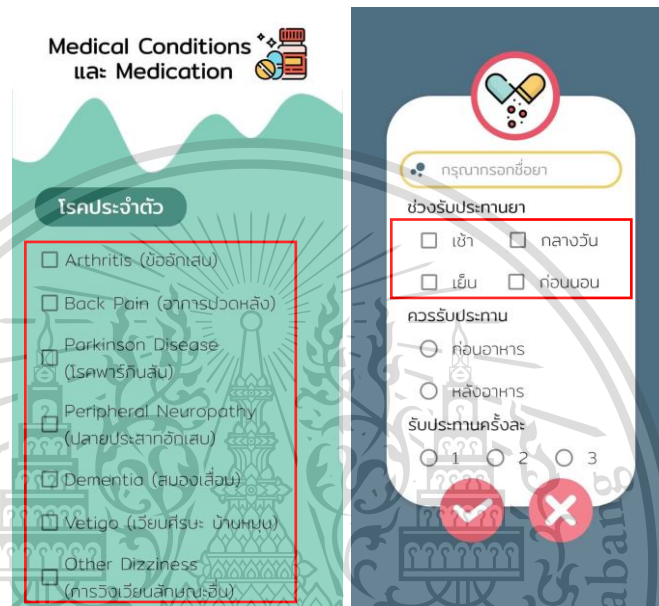 Medical Conditions
และ Medication
โรคประจำตัว
Arthritis (ข้ออักเสบ)
Back Pain (อาการปวดหลัง)
Parkinson Disease
(โรคพาร์กินสัน)
Peripheral Neuropathy
(ปลายประสาทอักเสบ)
Dementia (สมองเสื่อม)
Vetigo (เวียนศีรษะ บ้านหมุน)
Other Dizziness
(การวิงเวียนลักษณะอื่น)
กรุณากรอกชื่อยา
ช่วงรับประทานยา
เช้า กลางวัน
เย็น ก่อนนอน
ควรรับประทาน
ก่อนอาหาร
หลังอาหาร
รับประทานครั้งละ
1 2 3